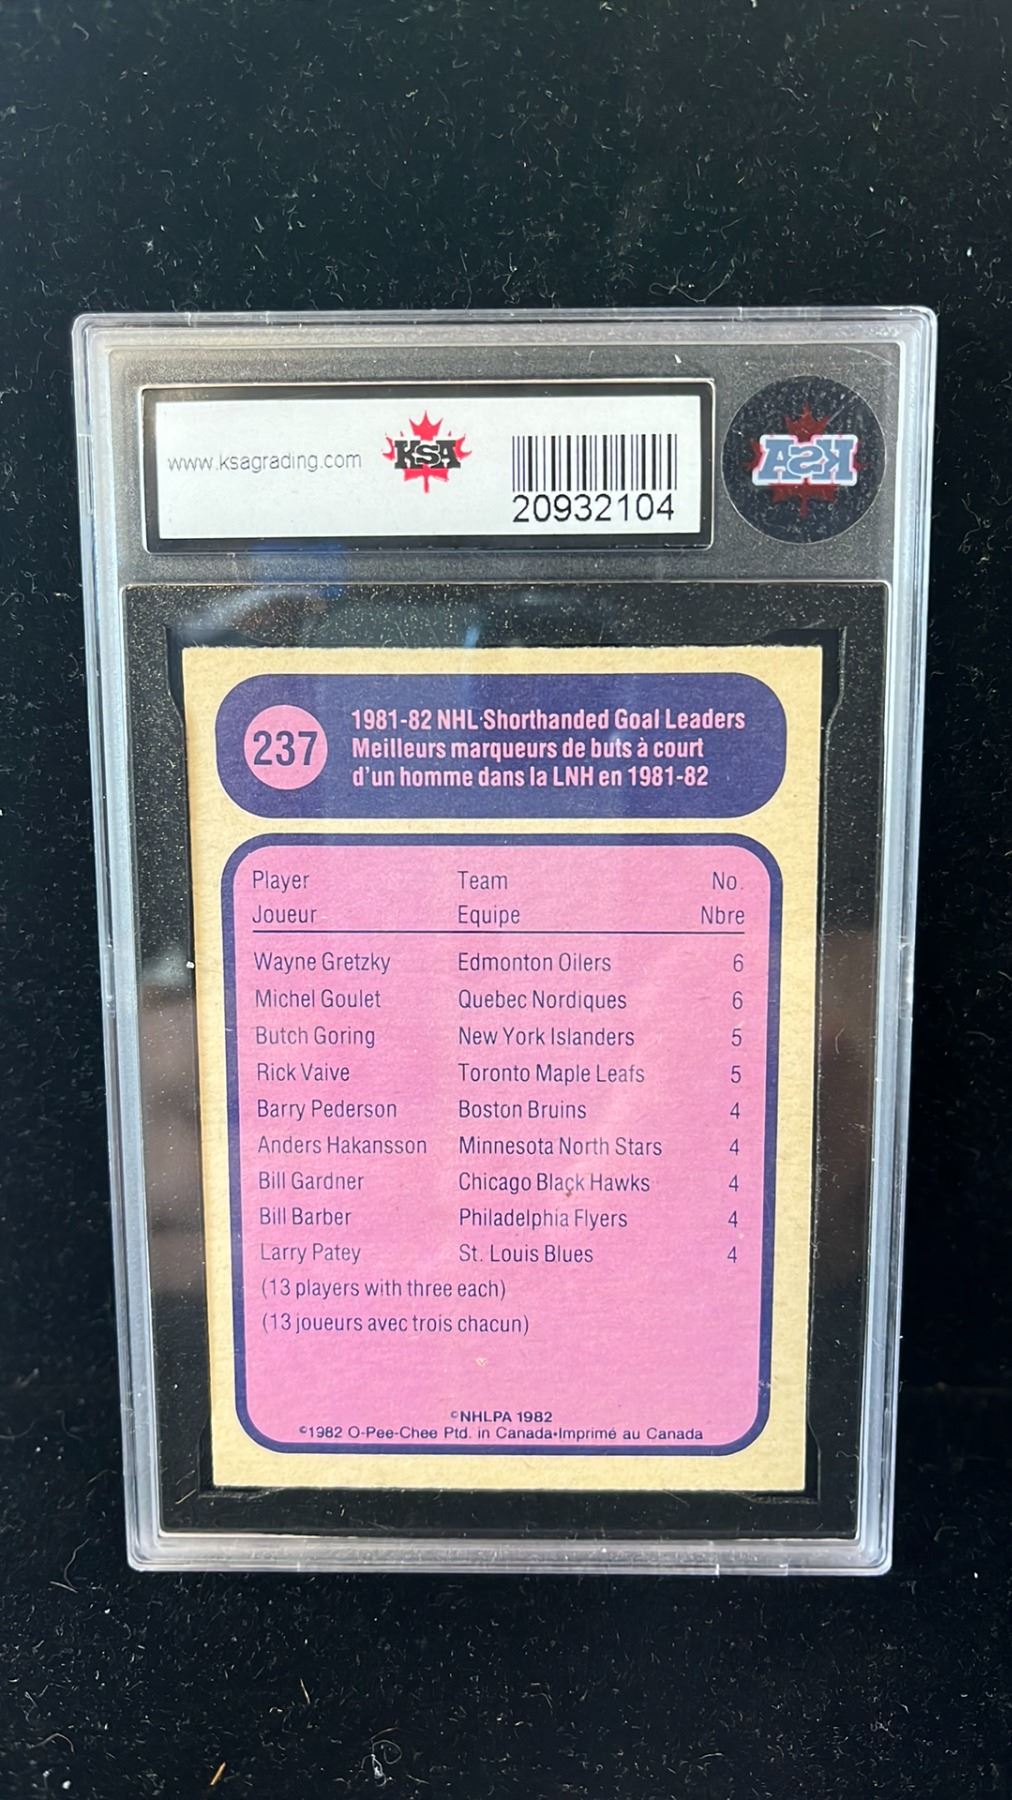 www.ksagrading.com
KSA
20932104
KSA
237
1981-82 NHL Shorthanded Goal Leaders
Meilleurs marqueurs de buts à court
d'un homme dans la LNH en 1981-82
Player Team No.
Joueur Equipe Nbre
Wayne Gretzky Edmonton Oilers 6
Michel Goulet Quebec Nordiques 6
Butch Goring New York Islanders 5
Rick Vaive Toronto Maple Leafs 5
Barry Pederson Boston Bruins 4
Anders Hakansson Minnesota North Stars 4
Bill Gardner Chicago Black Hawks 4
Bill Barber Philadelphia Flyers 4
Larry Patey St. Louis Blues 4
(13 players with three each)
(13 joueurs avec trois chacun)
©NHLPA 1982
©1982 O-Pee-Chee Ptd. in Canada•Imprimé au Canada